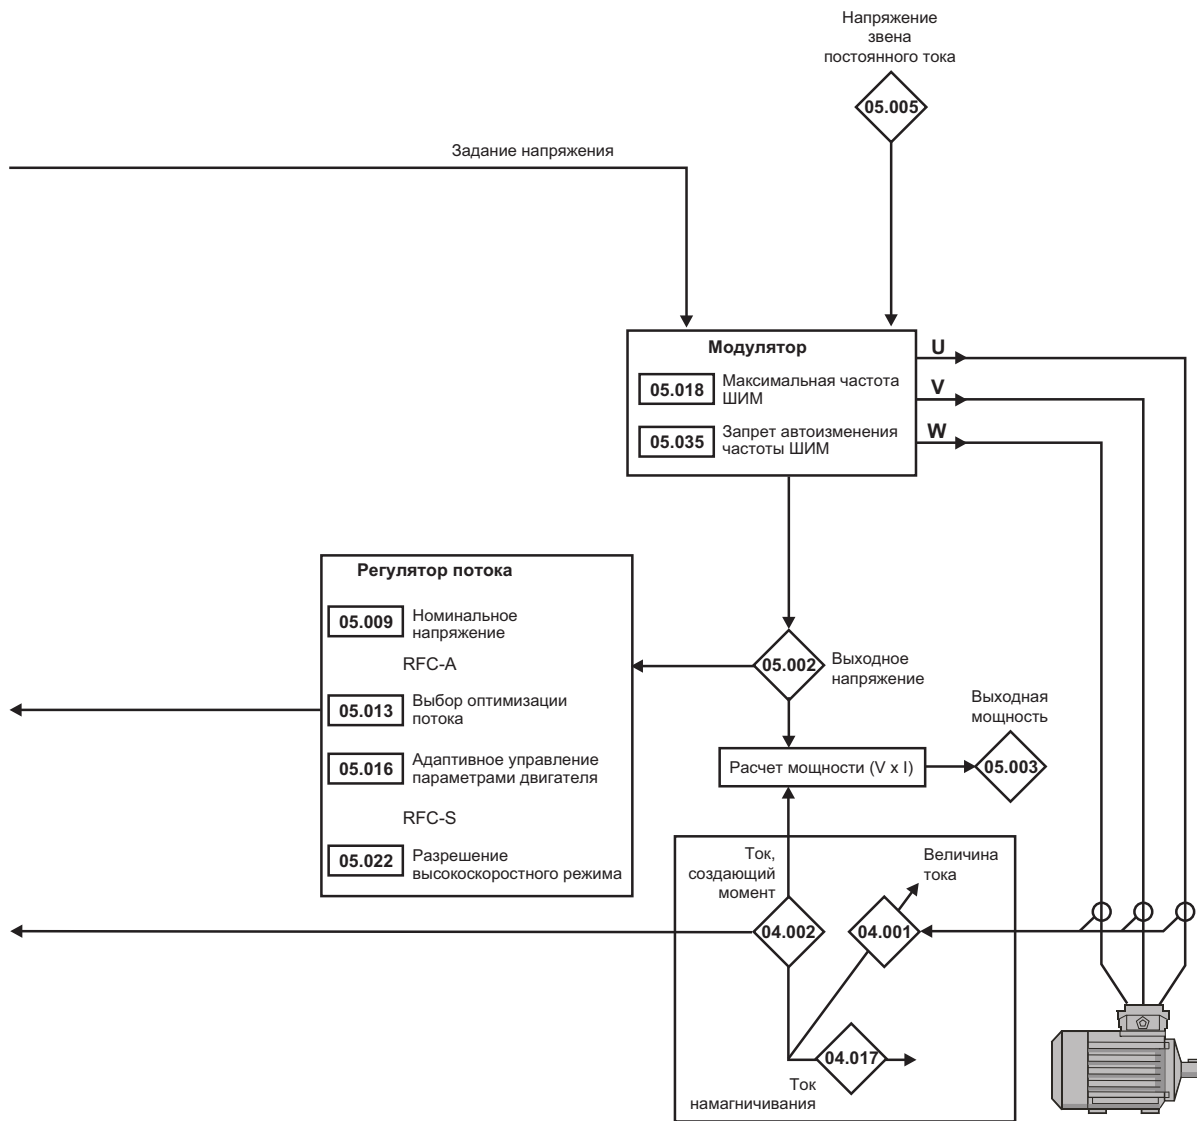 Напряжение
звена
постоянного тока
05.005
Задание напряжения
Модулятор
05.018
Максимальная частота
ШИМ
05.035
Запрет автоизменения
частоты ШИМ
U
V
W
Регулятор потока
05.009
Номинальное
напряжение
RFC-A
05.013
Выбор оптимизации
потока
05.016
Адаптивное управление
параметрами двигателя
RFC-S
05.022
Разрешение
высокоскоростного режима
05.002
Выходное
напряжение
Выходная
мощность
05.003
Расчет мощности (V x I)
Ток,
создающий
момент
04.002
Величина
тока
04.001
04.017
Ток
намагничивания